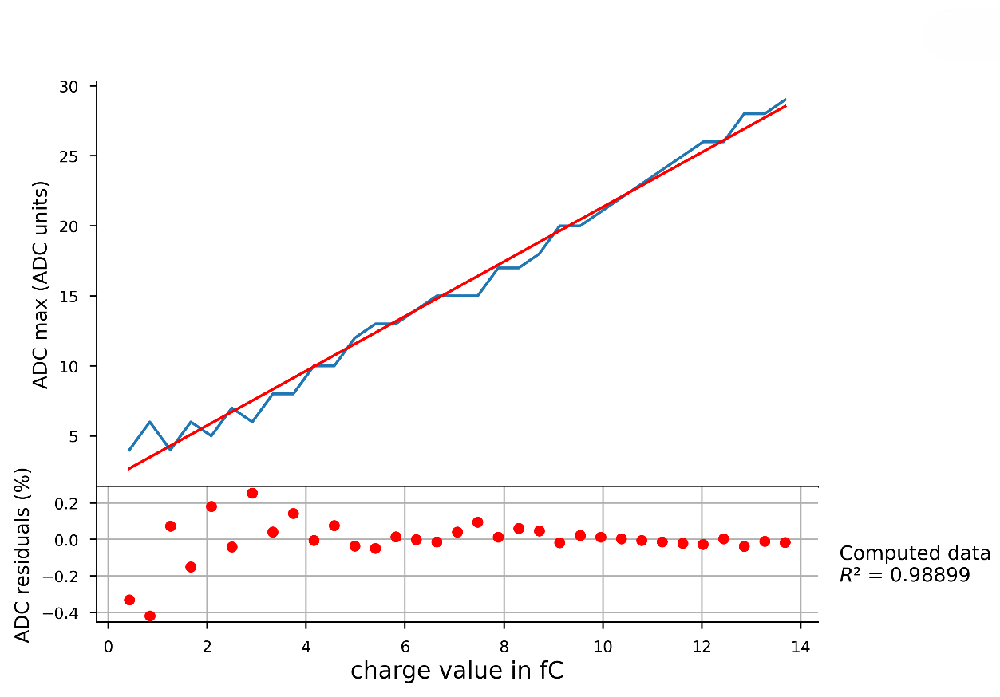 30
25
20
15
10
5
ADC max (ADC units)
0.2
0.0
−0.2
−0.4
ADC residuals (%)
0 2 4 6 8 10 12 14
charge value in fC
Computed data
R² = 0.98899